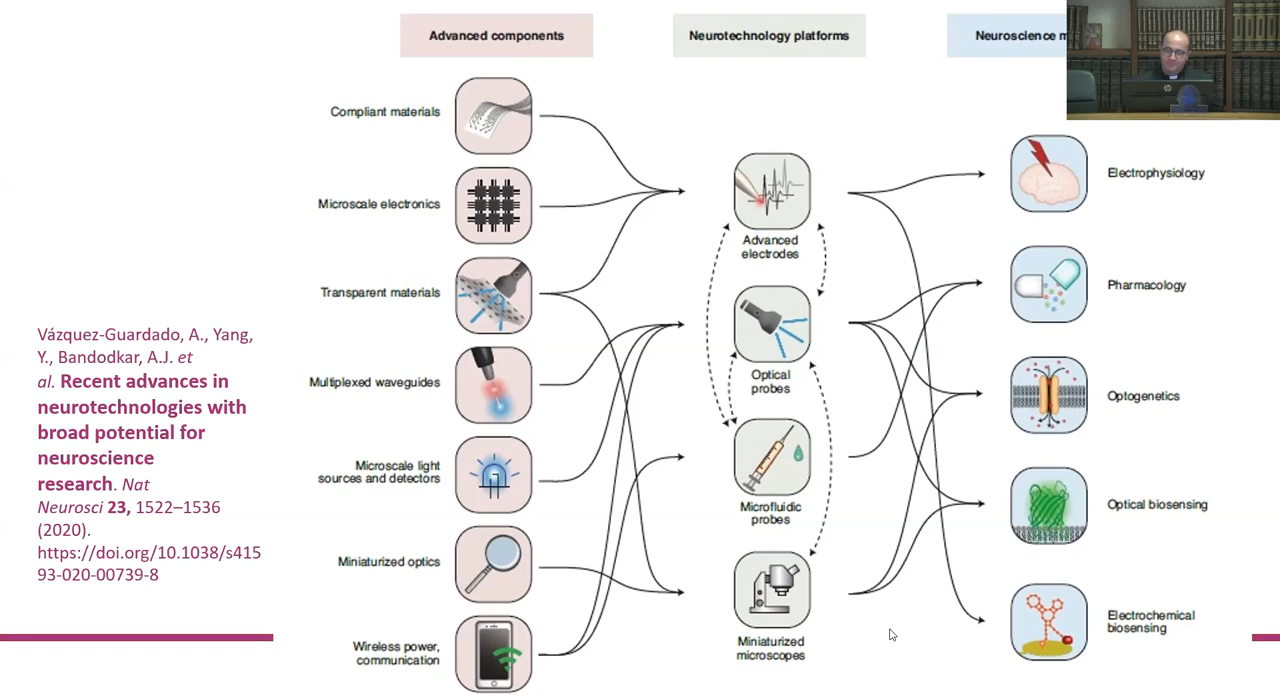 Advanced components
Neurotechnology platforms
Neuroscience m
Compliant materials
Microscale electronics
Transparent materials
Multiplexed waveguides
Microscale light
sources and detectors
Miniaturized optics
Wireless power,
communication
Advanced
electrodes
Optical
probes
Microfluidic
probes
Miniaturized
microscopes
Electrophysiology
Pharmacology
Optogenetics
Optical biosensing
Electrochemical
biosensing
Vázquez-Guardado, A., Yang,
Y., Bandodkar, A.J. et
al. Recent advances in
neurotechnologies with
broad potential for
neuroscience
research. Nat
Neurosci 23, 1522–1536
(2020).
https://doi.org/10.1038/s415
93-020-00739-8
hp